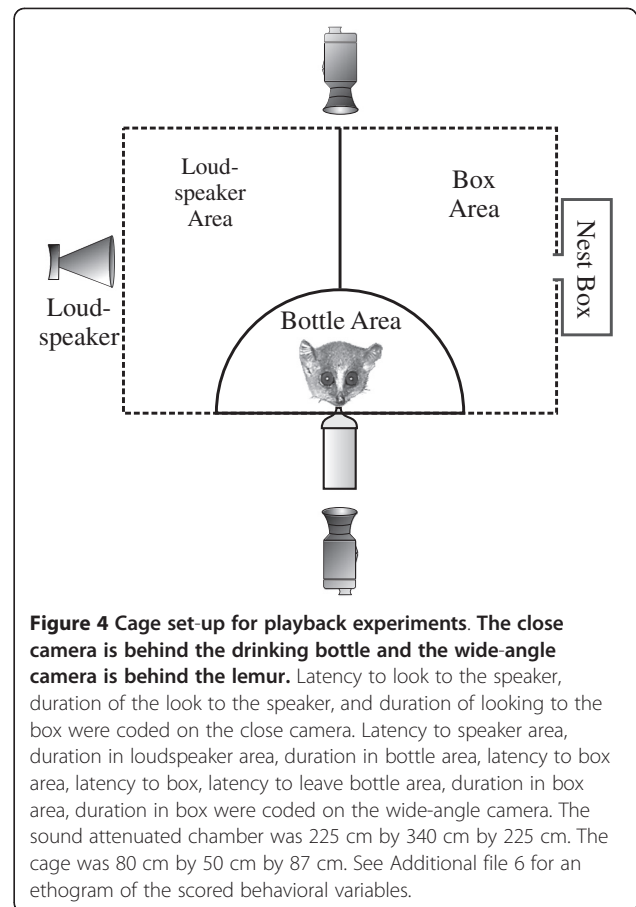 Loud-
speaker
Area
Box
Area
Nest Box
Loud-
speaker
Bottle Area
Figure 4 Cage set-up for playback experiments. The close
camera is behind the drinking bottle and the wide-angle
camera is behind the lemur. Latency to look to the speaker,
duration of the look to the speaker, and duration of looking to the
box were coded on the close camera. Latency to speaker area,
duration in loudspeaker area, duration in bottle area, latency to box
area, latency to box, latency to leave bottle area, duration in box
area, duration in box were coded on the wide-angle camera. The
sound attenuated chamber was 225 cm by 340 cm by 225 cm. The
cage was 80 cm by 50 cm by 87 cm. See Additional file 6 for an
ethogram of the scored behavioral variables.